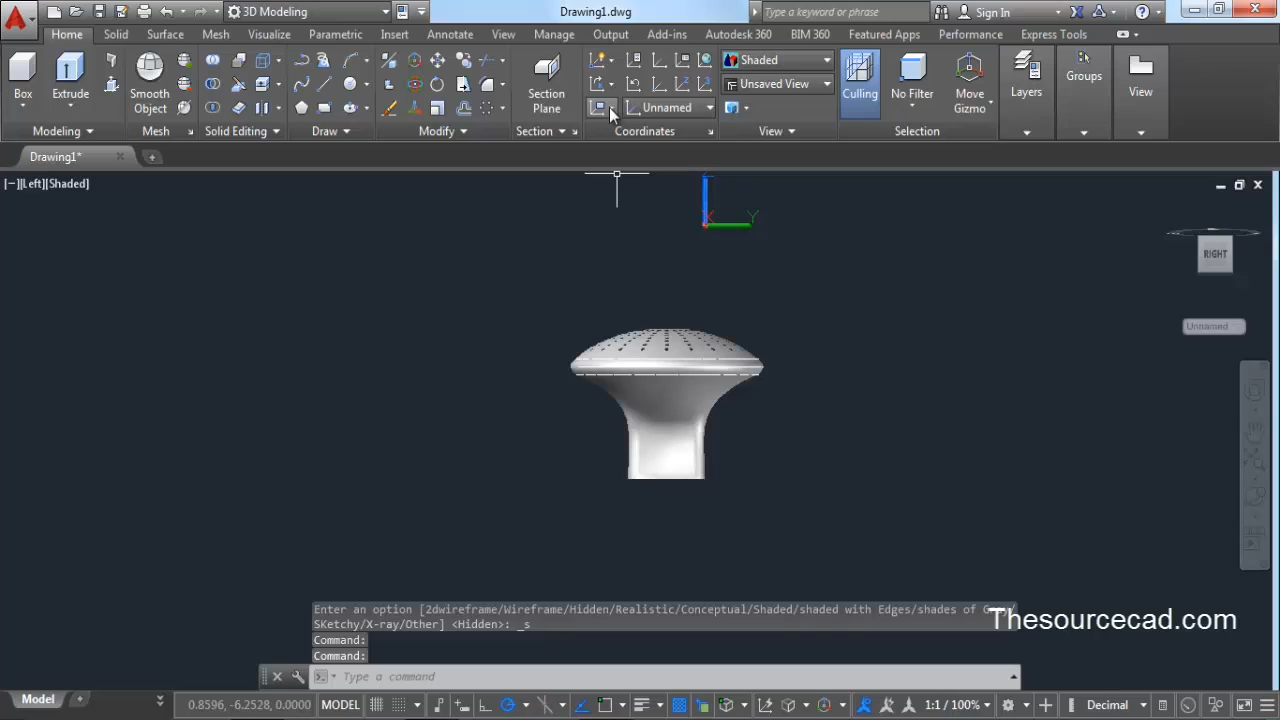 3D Modeling
Drawing1.dwg
Type a keyword or phrase
Sign In
Home
Solid
Surface
Mesh
Visualize
Parametric
Insert
Annotate
View
Manage
Output
Add-ins
Autodesk 360
BIM 360
Featured Apps
Performance
Express Tools
Box
Extrude
Smooth
Object
Section
Plane
Shaded
Unsaved View
Unnamed
Culling
No Filter
Move
Gizmo
Layers
Groups
View
Modeling
Mesh
Solid Editing
Draw
Modify
Section
Coordinates
View
Selection
Drawing1*
[–][Left][Shaded]
Z
X
Y
RIGHT
Unnamed
Enter an option [2dwireframe/Wireframe/Hidden/Realistic/Conceptual/Shaded/shaded with Edges/shades of Gray/
SKetchy/X-ray/Other] <Hidden>: _s
Command:
Command:
Type a command
Thesourcecad.com
Model
0.8596, -6.2528, 0.0000
MODEL
1:1 / 100%
Decimal